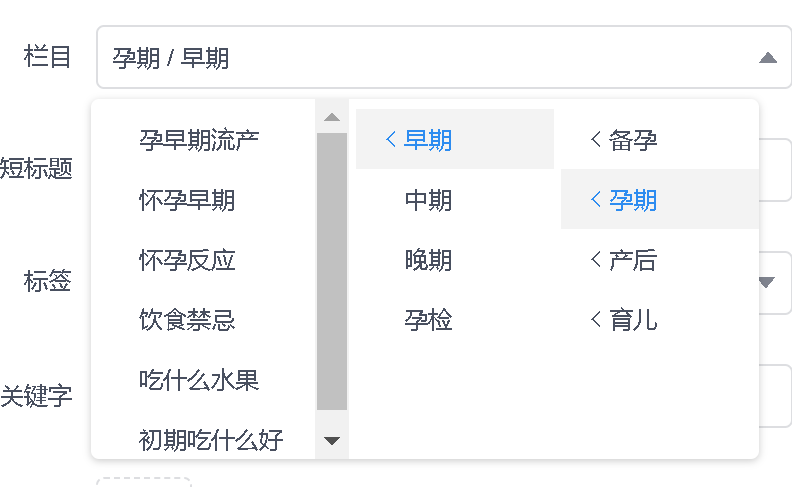 栏目
孕期 / 早期
短标题
标签
关键字
孕早期流产
怀孕早期
怀孕反应
饮食禁忌
吃什么水果
初期吃什么好
早期
中期
晚期
孕检
备孕
孕期
产后
育儿